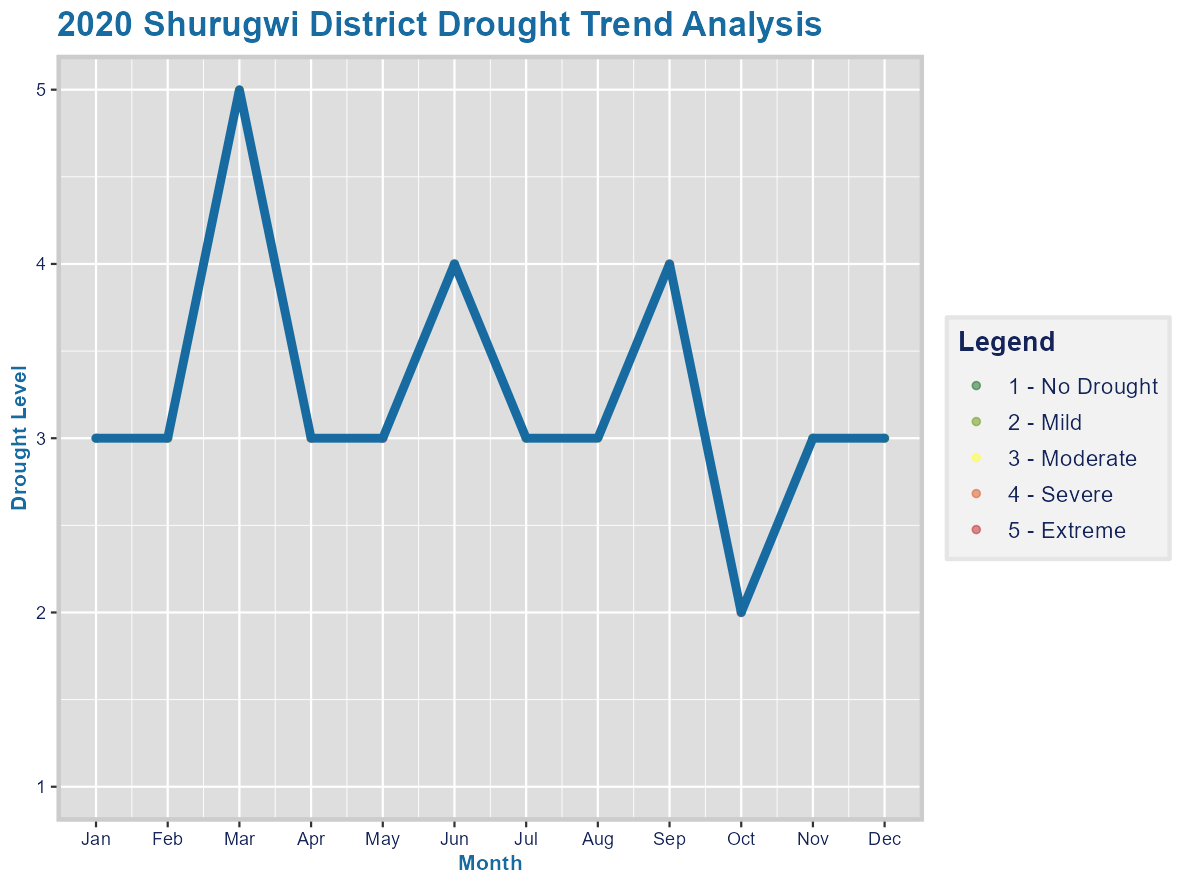 2020 Shurugwi District Drought Trend Analysis
Drought Level
5
4
3
2
1
Jan Feb Mar Apr May Jun Jul Aug Sep Oct Nov Dec
Month
Legend
1 - No Drought
2 - Mild
3 - Moderate
4 - Severe
5 - Extreme